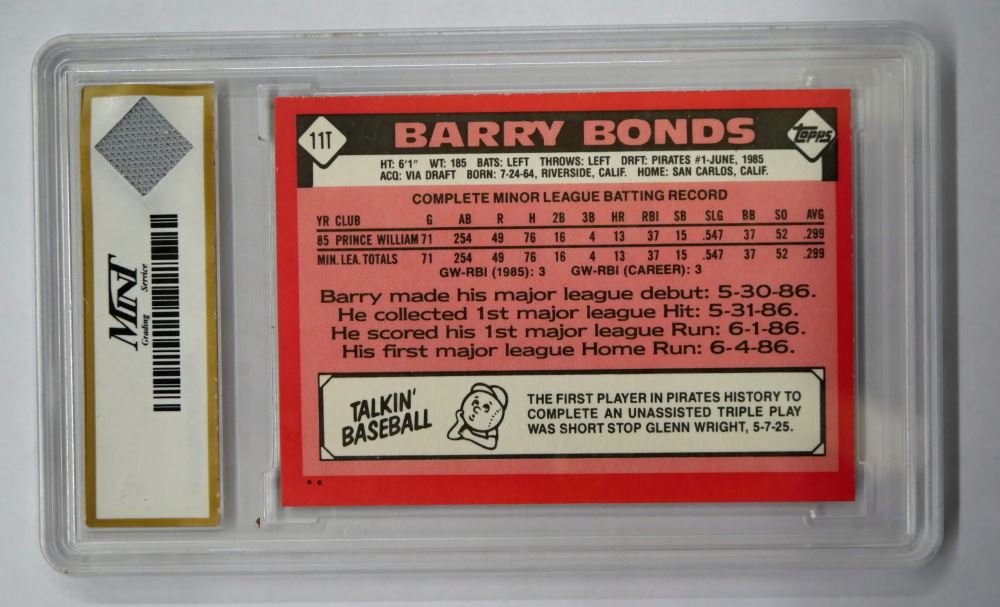 MINT
Grading Service
11T
BARRY BONDS
Topps
HT: 6'1" WT: 185 BATS: LEFT THROWS: LEFT DRFT: PIRATES #1-JUNE, 1985
ACQ: VIA DRAFT BORN: 7-24-64, RIVERSIDE, CALIF. HOME: SAN CARLOS, CALIF.
COMPLETE MINOR LEAGUE BATTING RECORD
YR CLUB G AB R H 2B 3B HR RBI SB SLG BB SO AVG
85 PRINCE WILLIAM 71 254 49 76 16 4 13 37 15 .547 37 52 .299
MIN. LEA. TOTALS 71 254 49 76 16 4 13 37 15 .547 37 52 .299
GW-RBI (1985): 3 GW-RBI (CAREER): 3
Barry made his major league debut: 5-30-86.
He collected 1st major league Hit: 5-31-86.
He scored his 1st major league Run: 6-1-86.
His first major league Home Run: 6-4-86.
TALKIN'
BASEBALL
THE FIRST PLAYER IN PIRATES HISTORY TO
COMPLETE AN UNASSISTED TRIPLE PLAY
WAS SHORT STOP GLENN WRIGHT, 5-7-25.
**